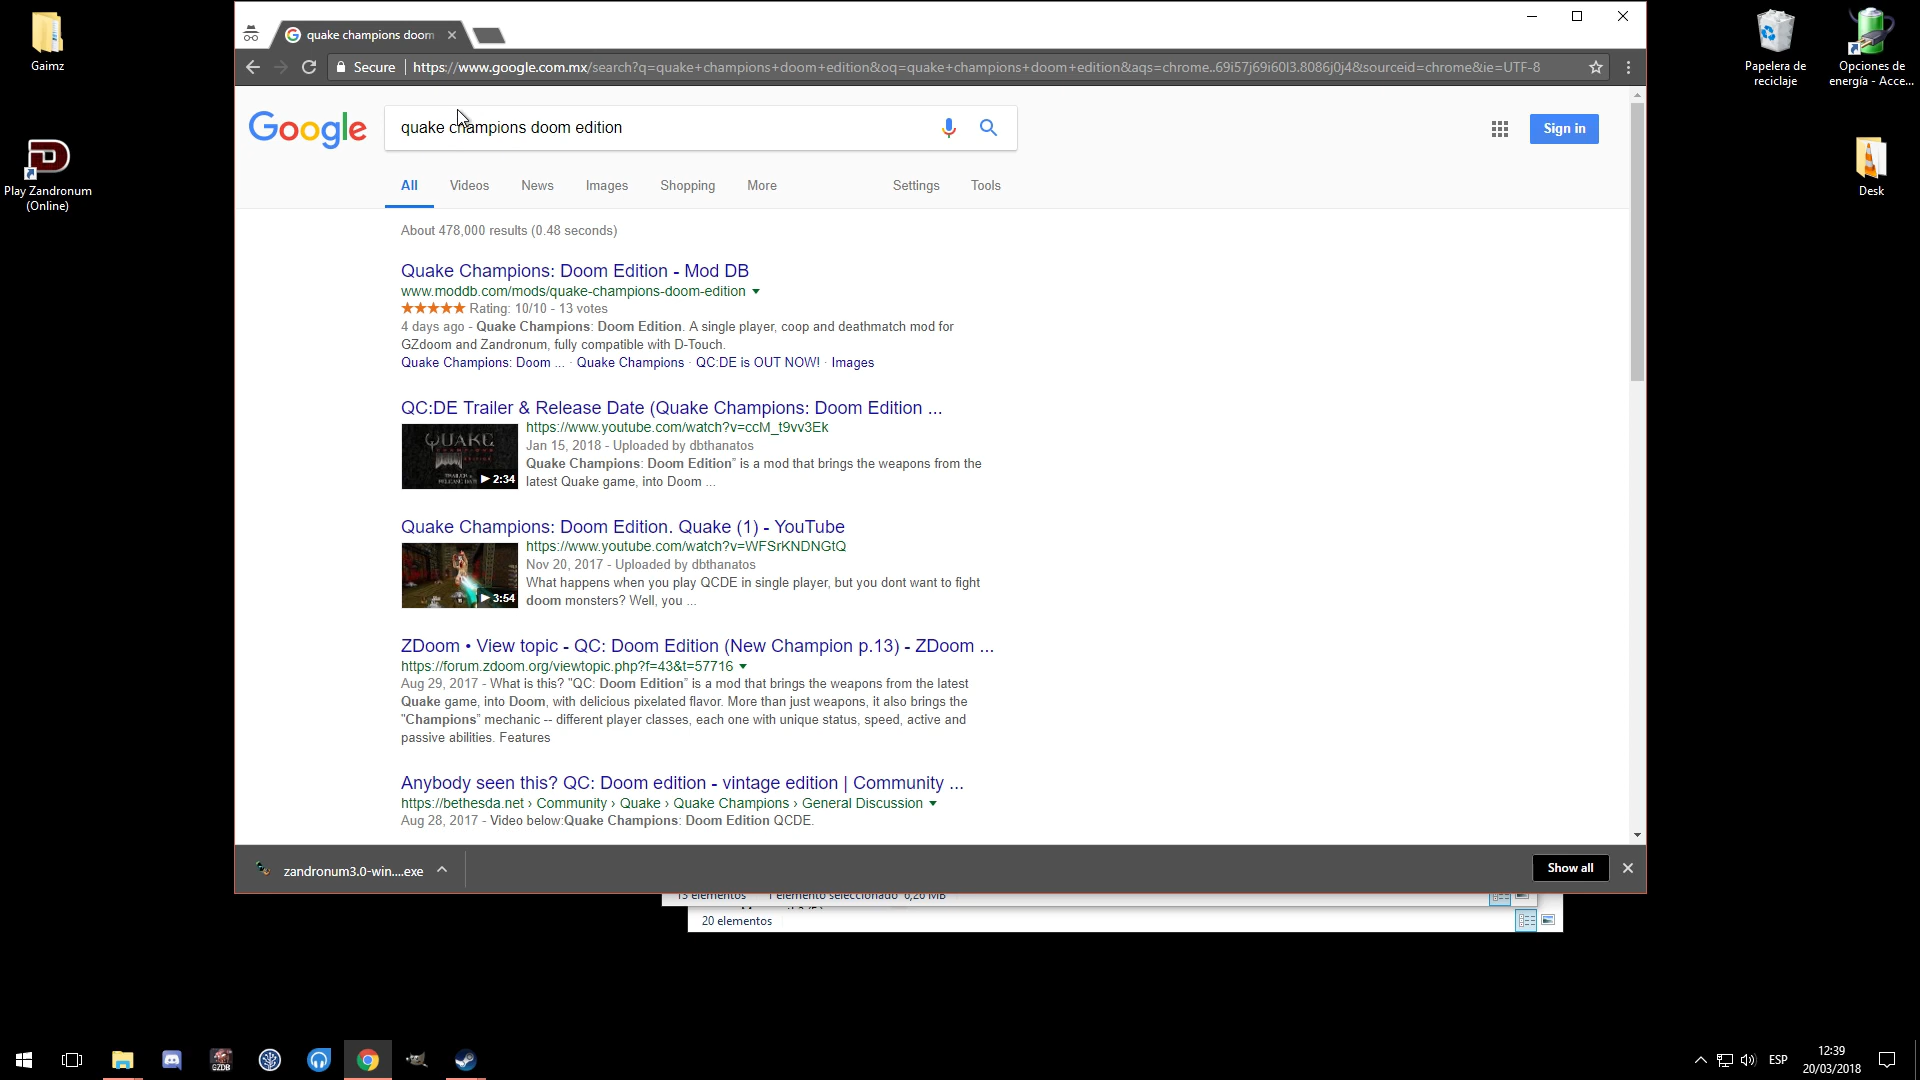 Gaimz
Play Zandronum
(Online)
Papelera de
reciclaje
Opciones de
energía - Acce...
Desk
quake champions doom
Secure
https://www.google.com.mx/search?q=quake+champions+doom+edition&oq=quake+champions+doom+edition&aqs=chrome..69i57j69i60l3.8086j0j4&sourceid=chrome&ie=UTF-8
Google
quake champions doom edition
Sign in
All Videos News Images Shopping More Settings Tools
About 478,000 results (0.48 seconds)
Quake Champions: Doom Edition - Mod DB
www.moddb.com/mods/quake-champions-doom-edition
Rating: 10/10 - 13 votes
4 days ago - Quake Champions: Doom Edition. A single player, coop and deathmatch mod for
GZdoom and Zandronum, fully compatible with D-Touch.
Quake Champions: Doom ... · Quake Champions · QC:DE is OUT NOW! · Images
QC:DE Trailer & Release Date (Quake Champions: Doom Edition ...
https://www.youtube.com/watch?v=ccM_t9vv3Ek
Jan 15, 2018 - Uploaded by dbthanatos
Quake Champions: Doom Edition" is a mod that brings the weapons from the
latest Quake game, into Doom ...
QUAKE
2:34
Quake Champions: Doom Edition. Quake (1) - YouTube
https://www.youtube.com/watch?v=WFSrKNDNGtQ
Nov 20, 2017 - Uploaded by dbthanatos
What happens when you play QCDE in single player, but you dont want to fight
doom monsters? Well, you ...
3:54
ZDoom • View topic - QC: Doom Edition (New Champion p.13) - ZDoom ...
https://forum.zdoom.org/viewtopic.php?f=43&t=57716
Aug 29, 2017 - What is this? "QC: Doom Edition" is a mod that brings the weapons from the latest
Quake game, into Doom, with delicious pixelated flavor. More than just weapons, it also brings the
"Champions" mechanic -- different player classes, each one with unique status, speed, active and
passive abilities. Features
Anybody seen this? QC: Doom edition - vintage edition | Community ...
https://bethesda.net › Community › Quake › Quake Champions › General Discussion
Aug 28, 2017 - Video below:Quake Champions: Doom Edition QCDE.
zandronum3.0-win....exe
Show all
13 elementos 1 elemento seleccionado 0,20 MB
20 elementos
GZDB
ESP
12:39
20/03/2018